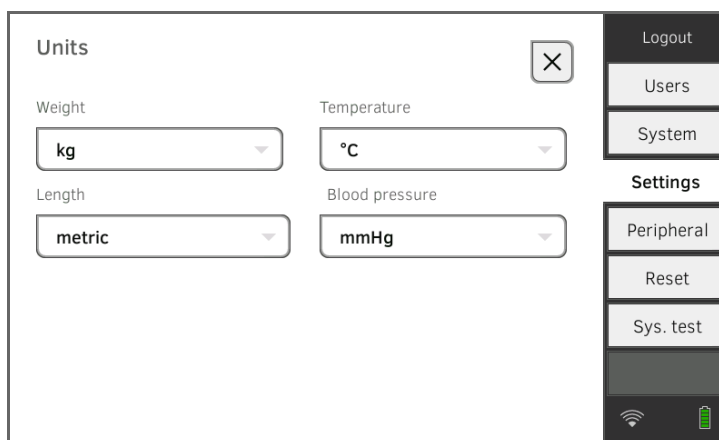 Units
Weight
kg
Temperature
°C
Length
metric
Blood pressure
mmHg
Logout
Users
System
Settings
Peripheral
Reset
Sys. test